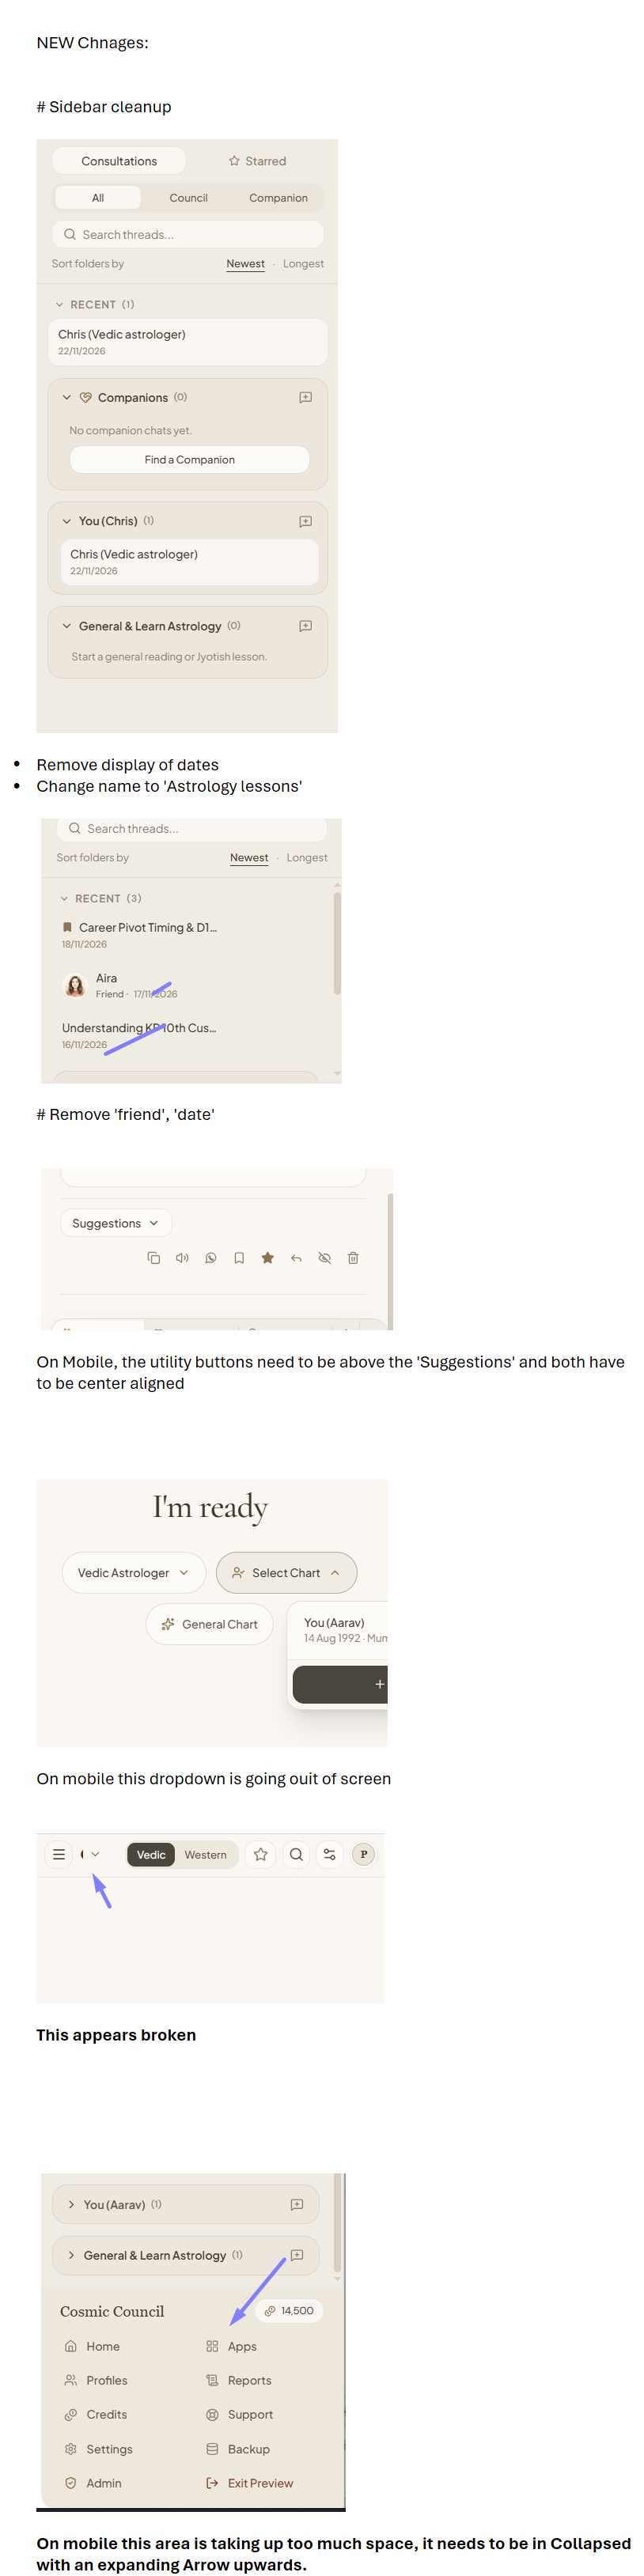 NEW Chnages:
# Sidebar cleanup
Consultations
Starred
All
Council
Companion
Search threads...
Sort folders by
Newest · Longest
RECENT (1)
Chris (Vedic astrologer)
22/11/2026
Companions (0)
No companion chats yet.
Find a Companion
You (Chris) (1)
Chris (Vedic astrologer)
22/11/2026
General & Learn Astrology (0)
Start a general reading or Jyotish lesson.
• Remove display of dates
• Change name to 'Astrology lessons'
Search threads...
Sort folders by
Newest · Longest
RECENT (3)
Career Pivot Timing & D1...
18/11/2026
Aira
Friend · 17/11/2026
Understanding KP 10th Cus...
16/11/2026
# Remove 'friend', 'date'
Suggestions
On Mobile, the utility buttons need to be above the 'Suggestions' and both have
to be center aligned
I'm ready
Vedic Astrologer
Select Chart
General Chart
You (Aarav)
14 Aug 1992 · Mum
+
On mobile this dropdown is going ouit of screen
Vedic
Western
P
This appears broken
You (Aarav) (1)
General & Learn Astrology (1)
Cosmic Council
14,500
Home
Apps
Profiles
Reports
Credits
Support
Settings
Backup
Admin
Exit Preview
On mobile this area is taking up too much space, it needs to be in Collapsed
with an expanding Arrow upwards.